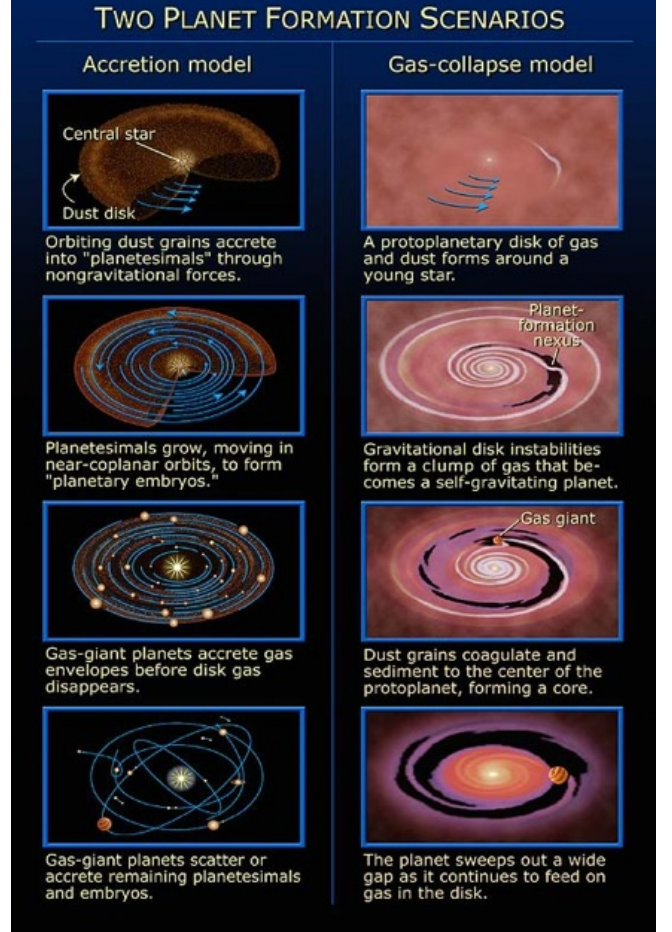 TWO PLANET FORMATION SCENARIOS
Accretion model
Central star
Dust disk
Orbiting dust grains accrete
into "planetesimals" through
nongravitational forces.
Planetesimals grow, moving in
near-coplanar orbits, to form
"planetary embryos."
Gas-giant planets accrete gas
envelopes before disk gas
disappears.
Gas-giant planets scatter or
accrete remaining planetesimals
and embryos.
Gas-collapse model
A protoplanetary disk of gas
and dust forms around a
young star.
Planet-
formation
nexus
Gravitational disk instabilities
form a clump of gas that be-
comes a self-gravitating planet.
Gas giant
Dust grains coagulate and
sediment to the center of the
protoplanet, forming a core.
The planet sweeps out a wide
gap as it continues to feed on
gas in the disk.